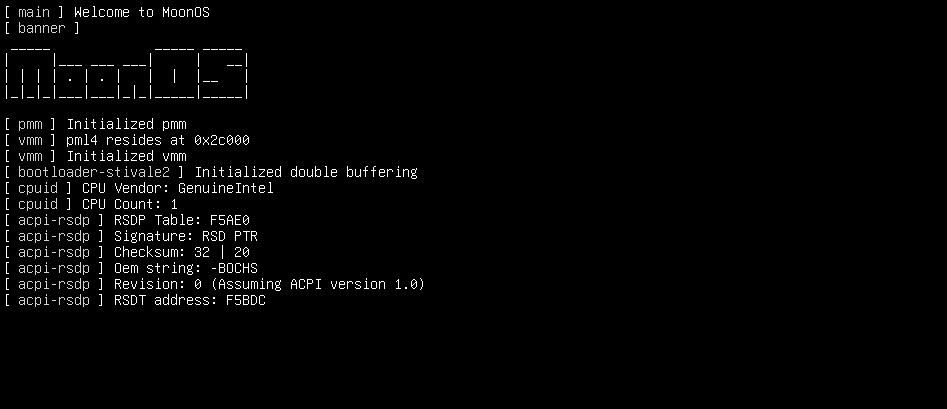 [ main ] Welcome to MoonOS
[ banner ]
 _____             _____ _____
|     |___ ___ ___|     |   __|
| | | | . | . |   |  |  |__   |
|_|_|_|___|___|_|_|_____|_____|
[ pmm ] Initialized pmm
[ vmm ] pml4 resides at 0x2c000
[ vmm ] Initialized vmm
[ bootloader-stivale2 ] Initialized double buffering
[ cpuid ] CPU Vendor: GenuineIntel
[ cpuid ] CPU Count: 1
[ acpi-rsdp ] RSDP Table: F5AE0
[ acpi-rsdp ] Signature: RSD PTR
[ acpi-rsdp ] Checksum: 32 | 20
[ acpi-rsdp ] Oem string: -BOCHS
[ acpi-rsdp ] Revision: 0 (Assuming ACPI version 1.0)
[ acpi-rsdp ] RSDT address: F5BDC